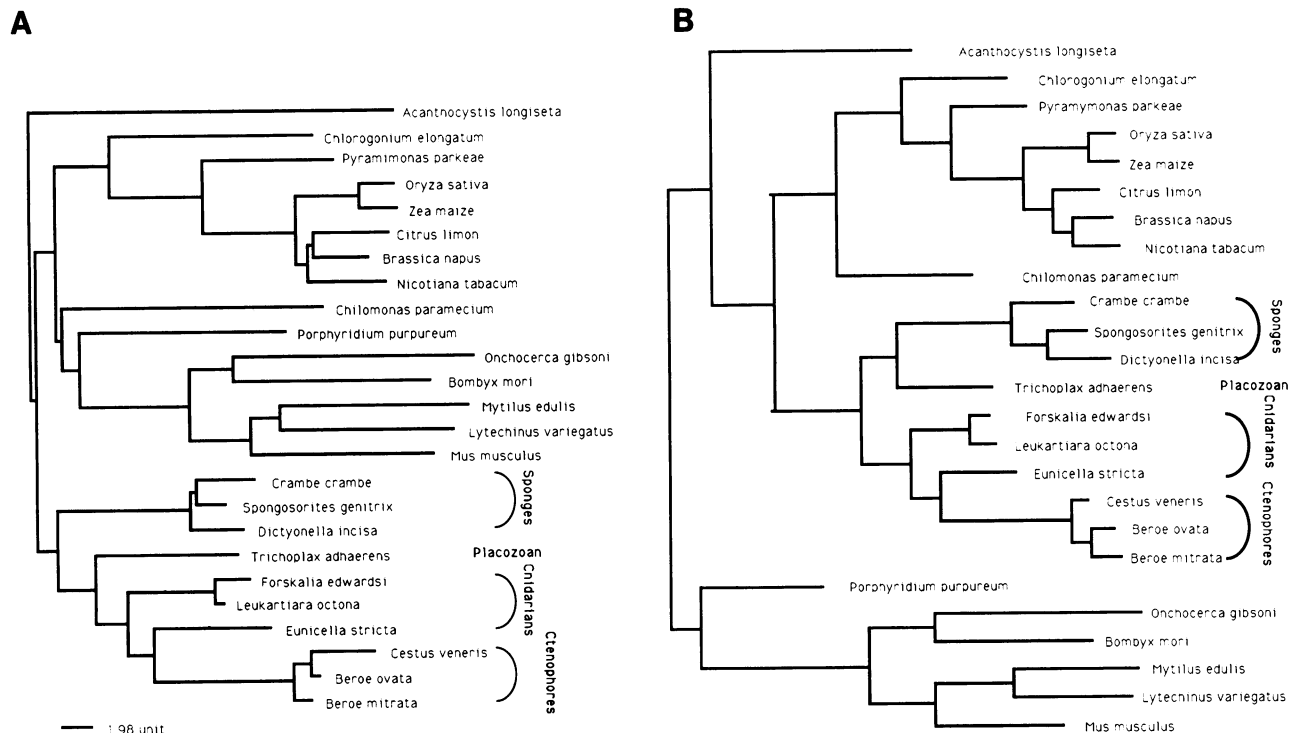 A
Acanthocystis longiseta
Chlorogonium elongatum
Pyramimonas parkeae
Oryza sativa
Zea maize
Citrus limon
Brassica napus
Nicotiana tabacum
Chilomonas paramecium
Porphyridium purpureum
Onchocerca gibsoni
Bombyx mori
Mytilus edulis
Lytechinus variegatus
Mus musculus
Crambe crambe
Spongosorites genitrix
Dictyonella incisa
Sponges
Trichoplax adhaerens
Placozoan
Forskalia edwardsi
Leukartiara octona
Eunicella stricta
Cnidarians
Cestus veneris
Beroe ovata
Beroe mitrata
Ctenophores
1.98 unit
B
Acanthocystis longiseta
Chlorogonium elongatum
Pyramymonas parkeae
Oryza sativa
Zea maize
Citrus limon
Brassica napus
Nicotiana tabacum
Chilomonas paramecium
Crambe crambe
Spongosorites genitrix
Dictyonella incisa
Sponges
Trichoplax adhaerens
Placozoan
Forskalia edwardsi
Leukartiara octona
Eunicella stricta
Cnidarians
Cestus veneris
Beroe ovata
Beroe mitrata
Ctenophores
Porphyridium purpureum
Onchocerca gibsoni
Bombyx mori
Mytilus edulis
Lytechinus variegatus
Mus musculus